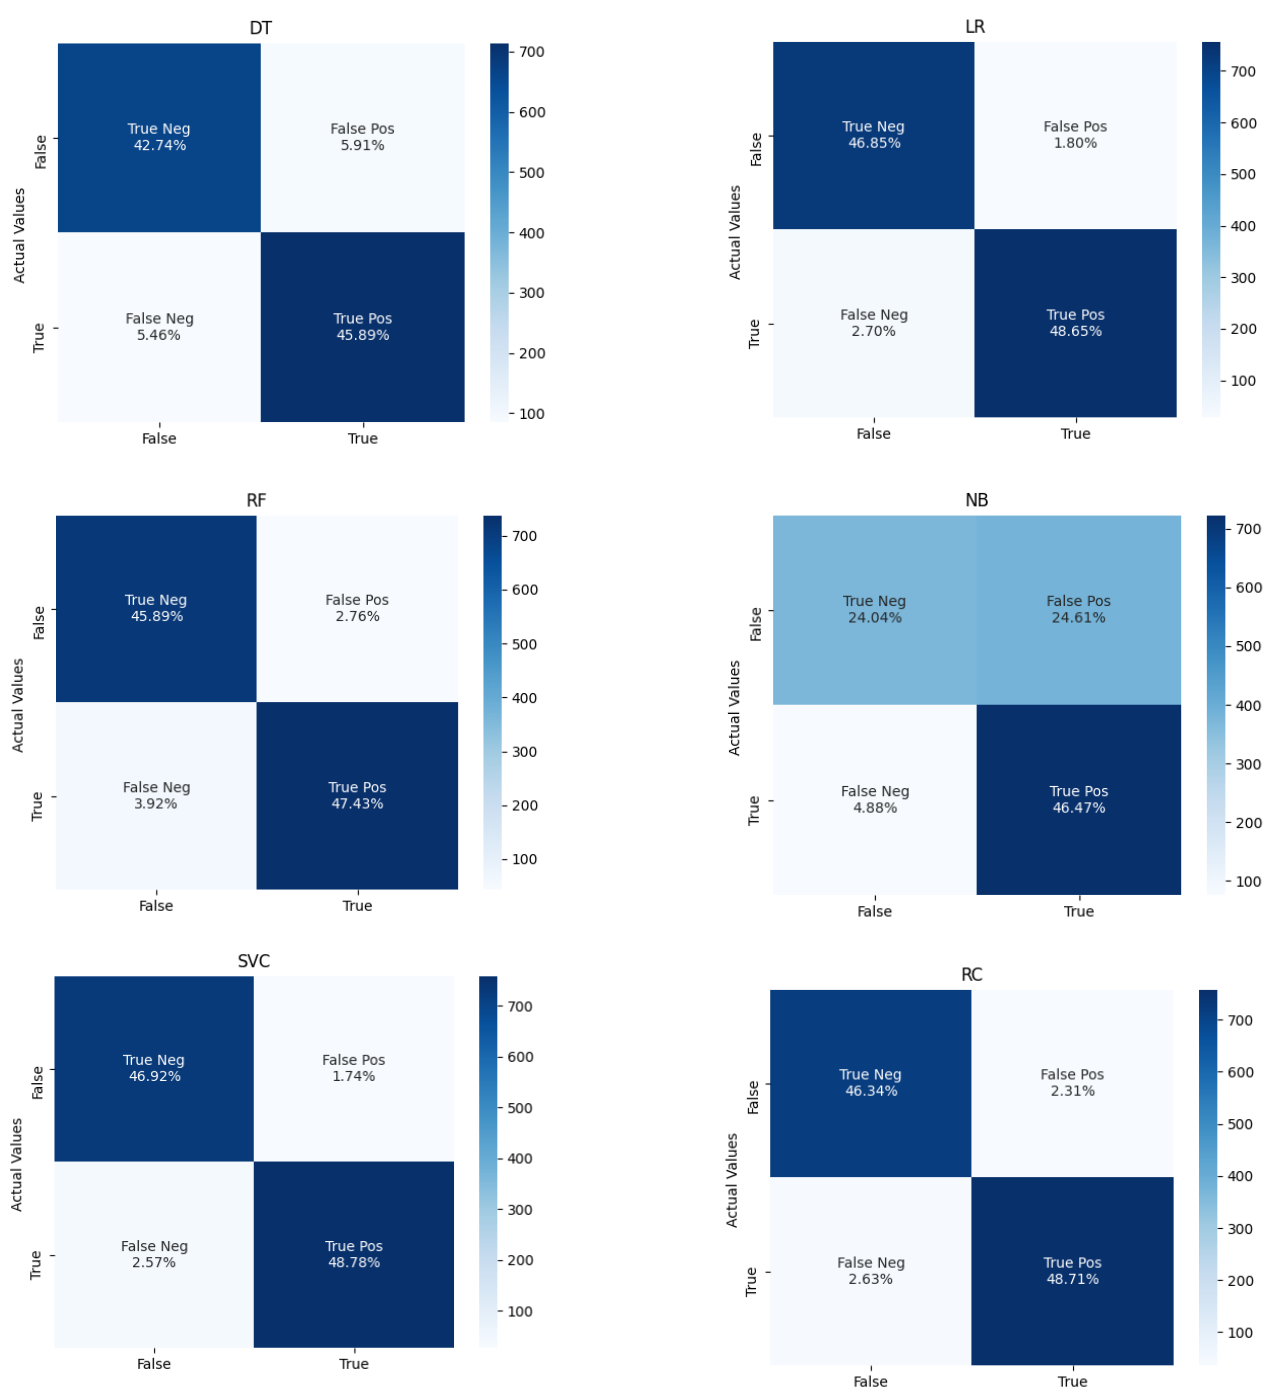 DT
True Neg
42.74%
False Pos
5.91%
False Neg
5.46%
True Pos
45.89%
False
True
Actual Values
False
True
700
600
500
400
300
200
100
LR
True Neg
46.85%
False Pos
1.80%
False Neg
2.70%
True Pos
48.65%
False
True
Actual Values
False
True
700
600
500
400
300
200
100
RF
True Neg
45.89%
False Pos
2.76%
False Neg
3.92%
True Pos
47.43%
False
True
Actual Values
False
True
700
600
500
400
300
200
100
NB
True Neg
24.04%
False Pos
24.61%
False Neg
4.88%
True Pos
46.47%
False
True
Actual Values
False
True
700
600
500
400
300
200
100
SVC
True Neg
46.92%
False Pos
1.74%
False Neg
2.57%
True Pos
48.78%
False
True
Actual Values
False
True
700
600
500
400
300
200
100
RC
True Neg
46.34%
False Pos
2.31%
False Neg
2.63%
True Pos
48.71%
False
True
Actual Values
False
True
700
600
500
400
300
200
100